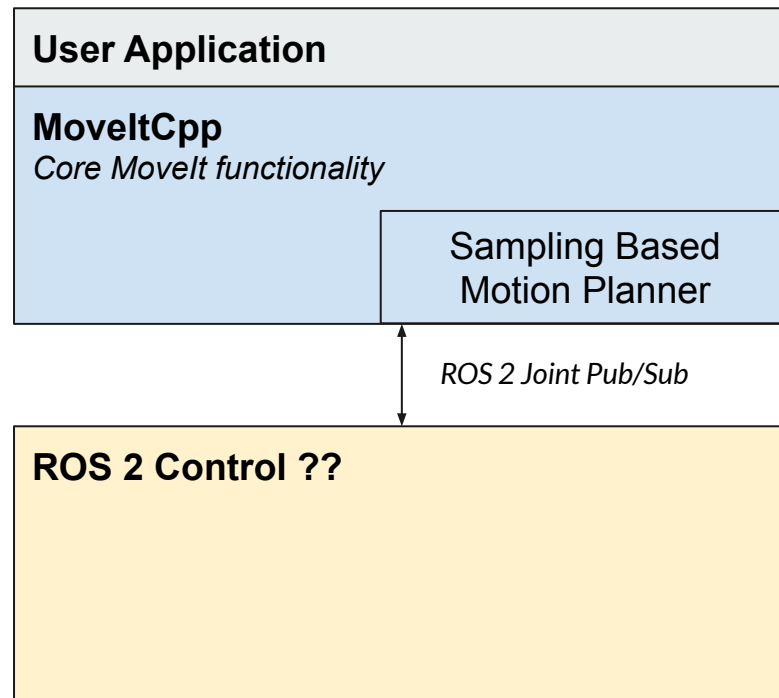 User Application
MoveItCpp
Core MoveIt functionality
Sampling Based
Motion Planner
ROS 2 Joint Pub/Sub
ROS 2 Control ??